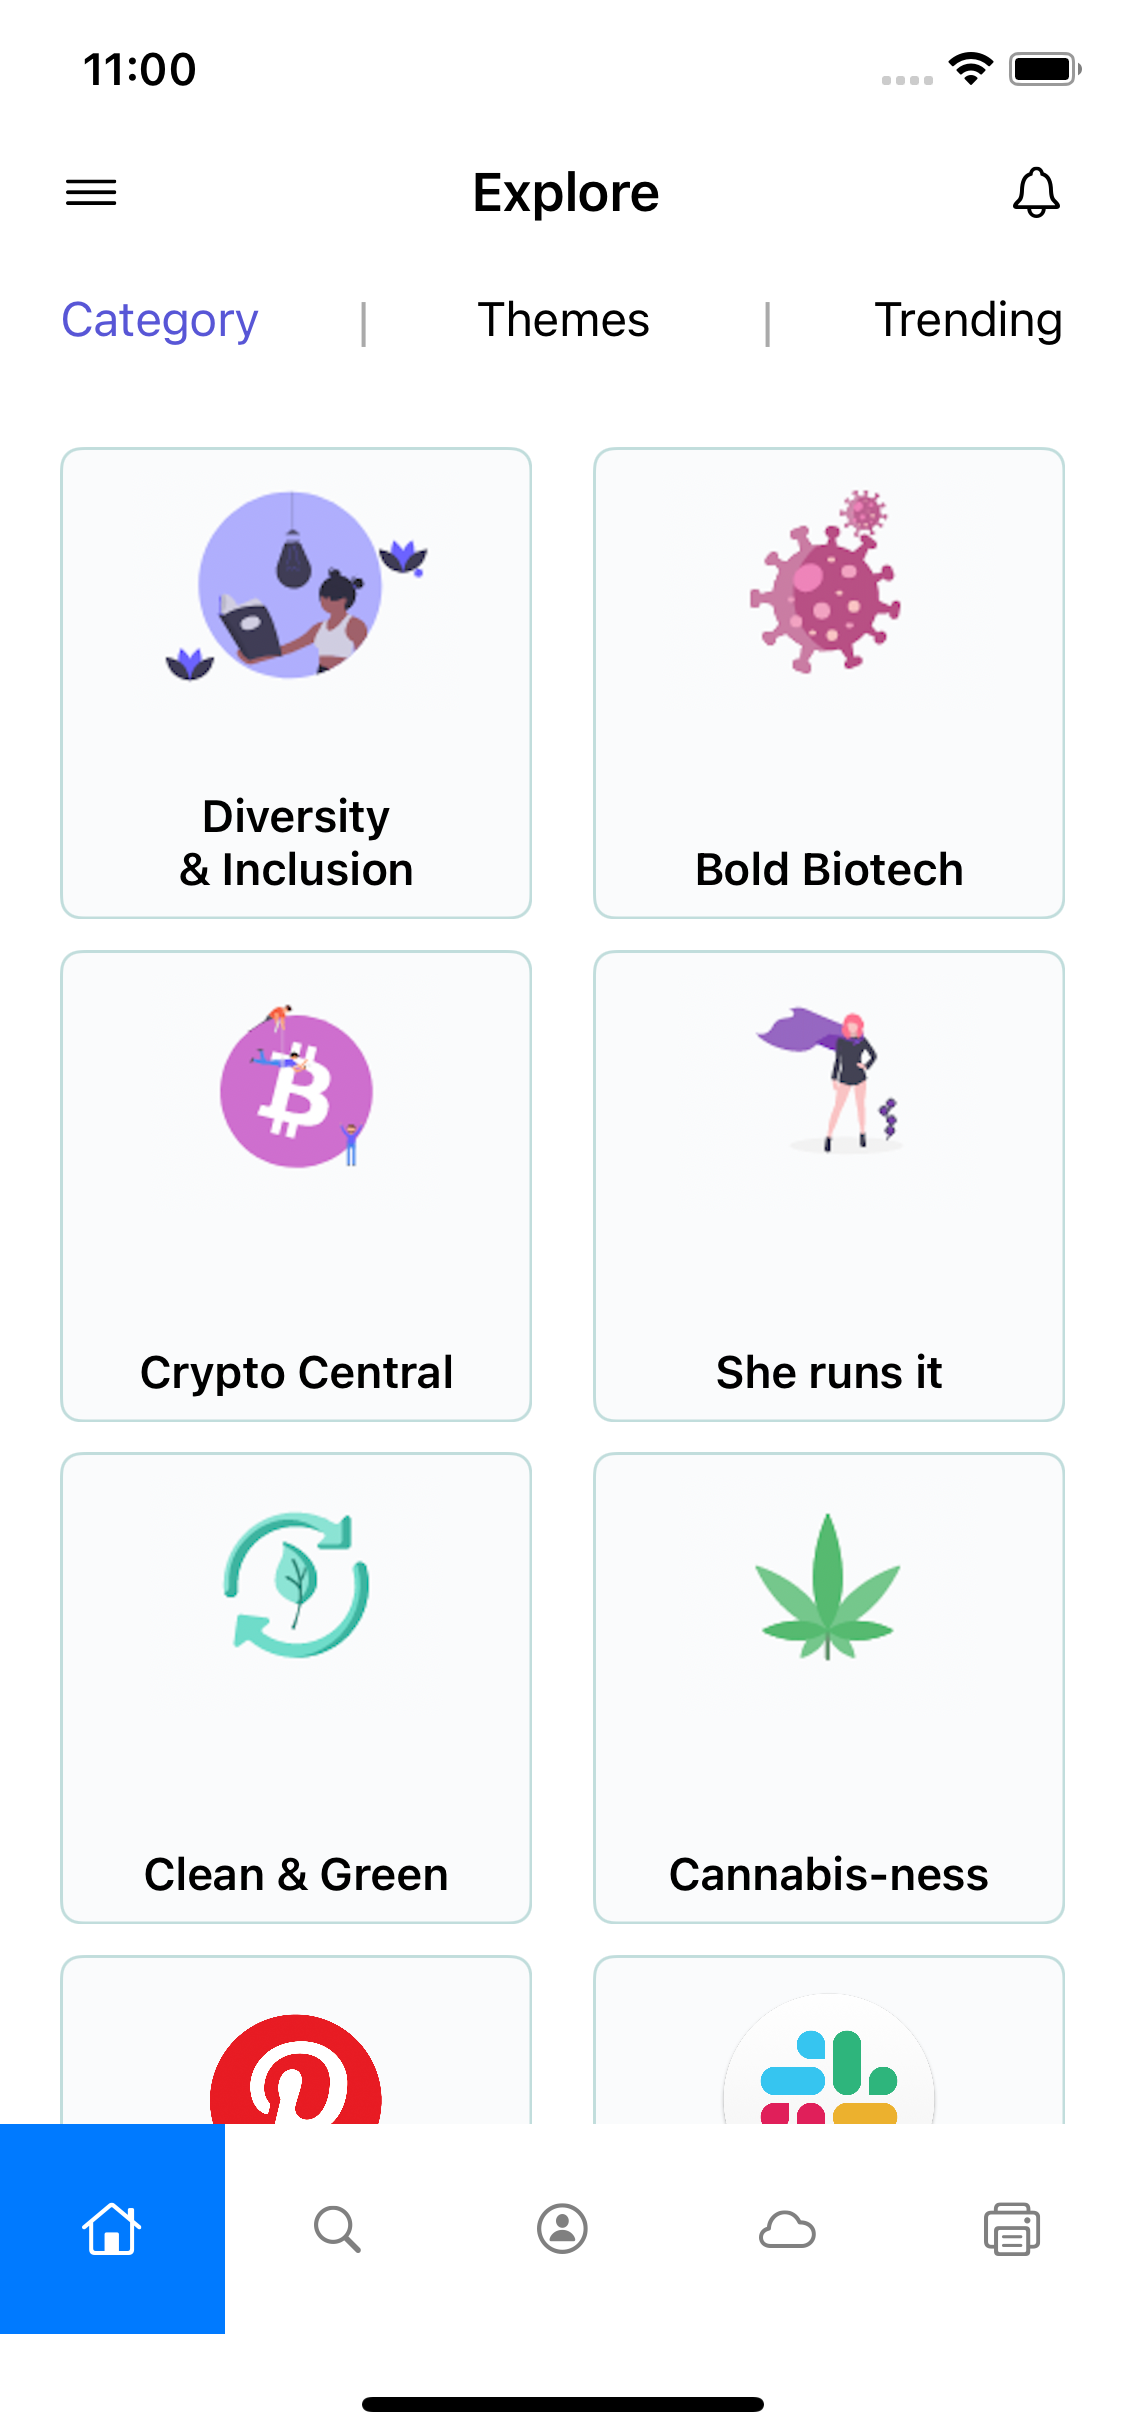 11:00
Explore
Category | Themes | Trending
Diversity
& Inclusion
Bold Biotech
Crypto Central
She runs it
Clean & Green
Cannabis-ness